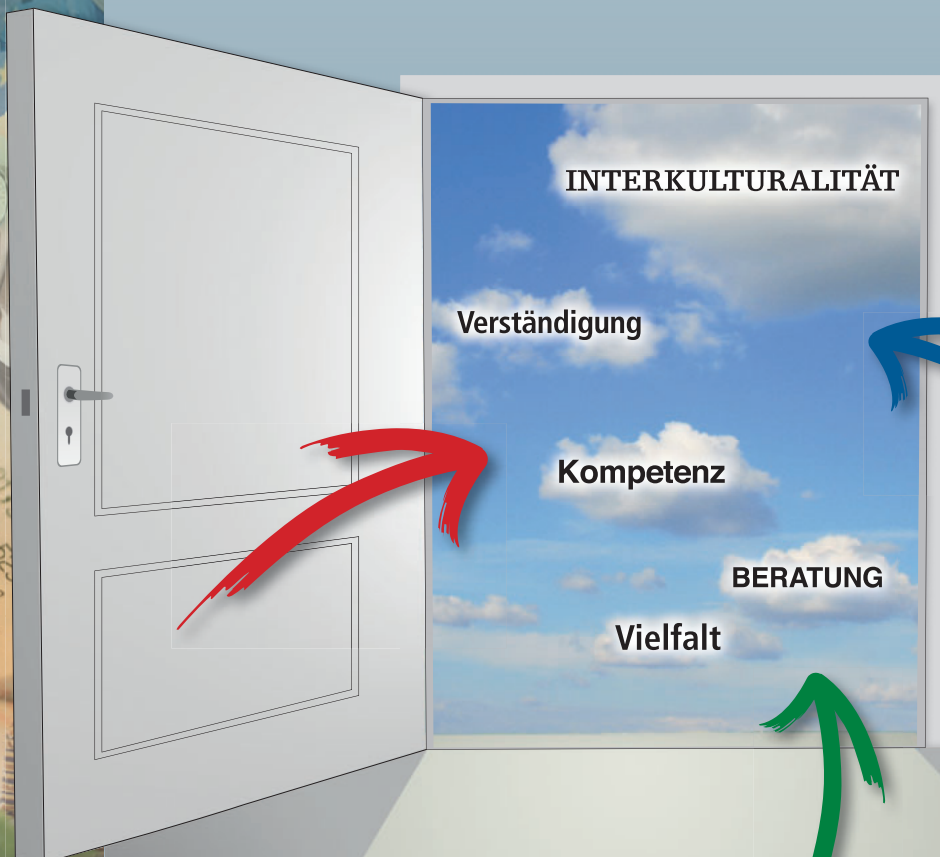 INTERKULTURALITÄT
Verständigung
Kompetenz
BERATUNG
Vielfalt